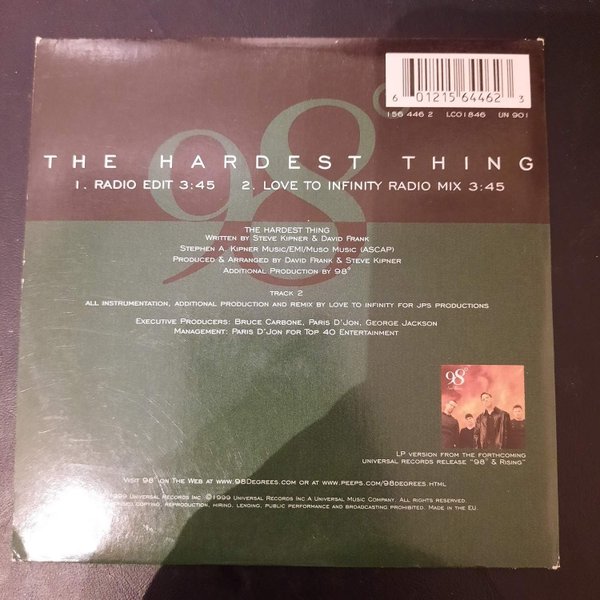 6 01215 64462 3
156 446 2 LC01846 UN 901
98°
THE HARDEST THING
1. RADIO EDIT 3:45 2. LOVE TO INFINITY RADIO MIX 3:45
THE HARDEST THING
WRITTEN BY STEVE KIPNER & DAVID FRANK
STEPHEN A. KIPNER MUSIC/EMI/MUSO MUSIC (ASCAP)
PRODUCED & ARRANGED BY DAVID FRANK & STEVE KIPNER
ADDITIONAL PRODUCTION BY 98°
TRACK 2
ALL INSTRUMENTATION, ADDITIONAL PRODUCTION AND REMIX BY LOVE TO INFINITY FOR JPS PRODUCTIONS
EXECUTIVE PRODUCERS: BRUCE CARBONE, PARIS D'JON, GEORGE JACKSON
MANAGEMENT: PARIS D'JON FOR TOP 40 ENTERTAINMENT
98°
LP VERSION FROM THE FORTHCOMING
UNIVERSAL RECORDS RELEASE "98° & RISING"
VISIT 98° ON THE WEB AT WWW.98DEGREES.COM OR AT WWW.PEEPS.COM/98DEGREES.HTML
1999 UNIVERSAL RECORDS INC ©1999 UNIVERSAL RECORDS INC A UNIVERSAL MUSIC COMPANY. ALL RIGHTS RESERVED.
COPYING, REPRODUCTION, HIRING, LENDING, PUBLIC PERFORMANCE AND BROADCASTING PROHIBITED. MADE IN THE EU.